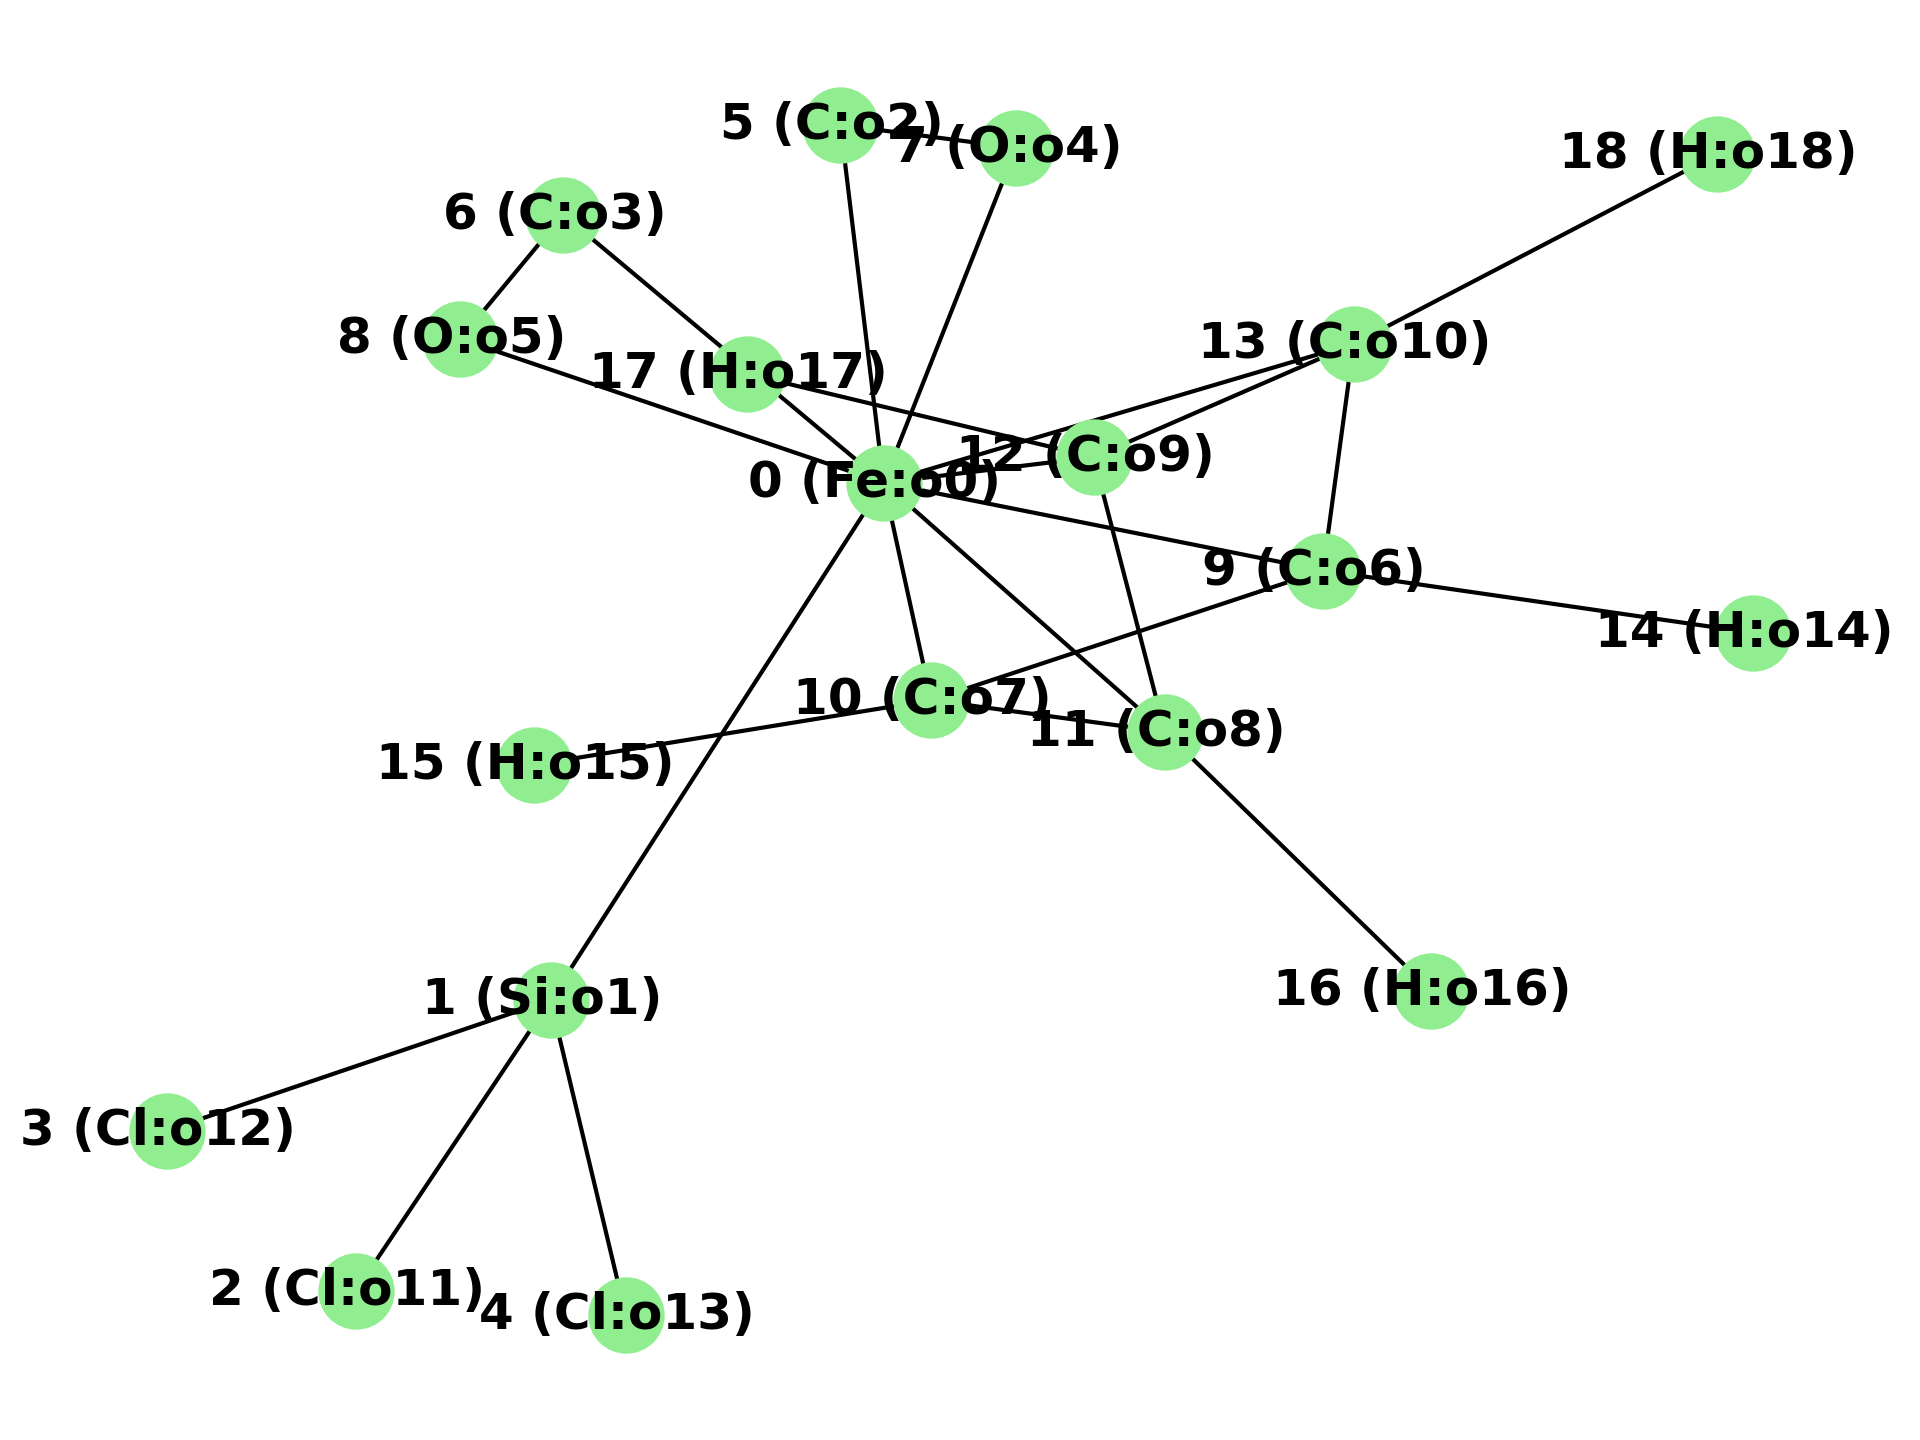 5 (C:o2)
7 (O:o4)
18 (H:o18)
6 (C:o3)
8 (O:o5)
13 (C:o10)
17 (H:o17)
12 (C:o9)
0 (Fe:o0)
9 (C:o6)
14 (H:o14)
10 (C:o7)
11 (C:o8)
15 (H:o15)
1 (Si:o1)
16 (H:o16)
3 (Cl:o12)
2 (Cl:o11)
4 (Cl:o13)